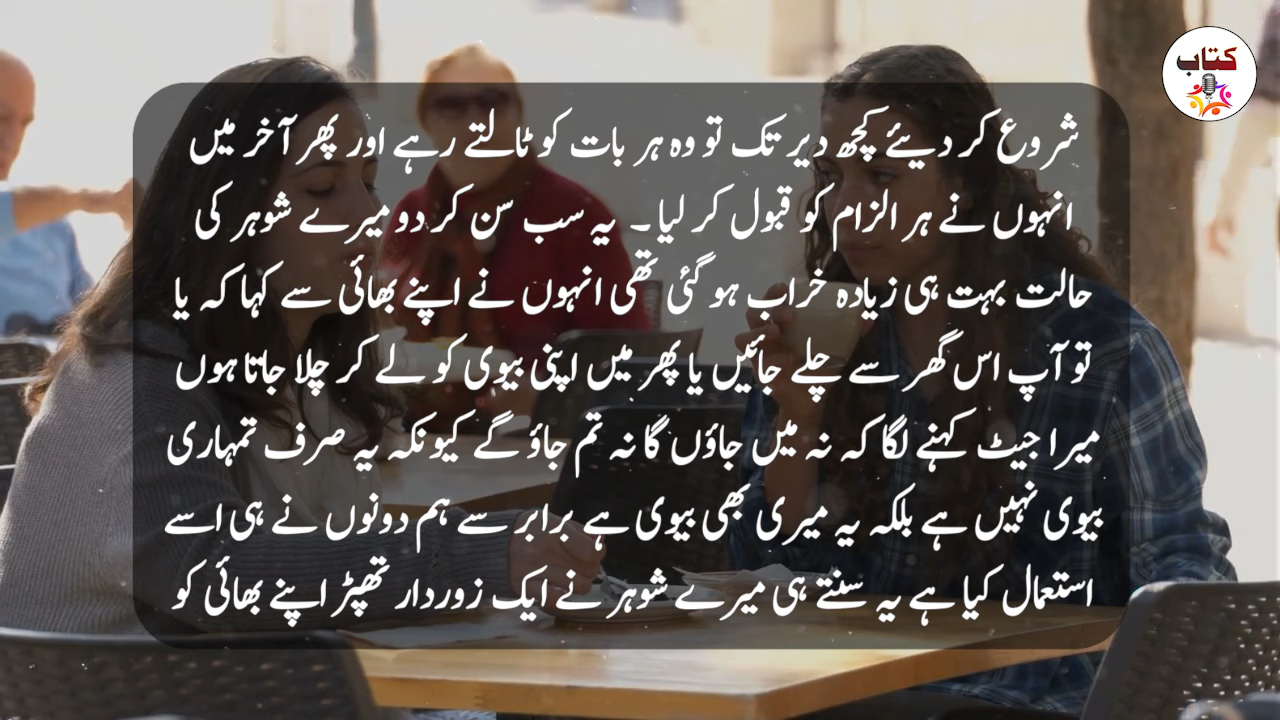 کتاب
شروع کر دیئے کچھ دیر تک تو وہ ہر بات کو ٹالتے رہے اور پھر آخر میں
انہوں نے ہر الزام کو قبول کر لیا۔ یہ سب سن کر دو میرے شوہر کی
حالت بہت ہی زیادہ خراب ہو گئی تھی انہوں نے اپنے بھائی سے کہا کہ یا
تو آپ اس گھر سے چلے جائیں یا پھر میں اپنی بیوی کو لے کر چلا جاتا ہوں
میرا جیٹ کہنے لگا کہ نہ میں جاؤں گا نہ تم جاؤ گے کیونکہ یہ صرف تمہاری
بیوی نہیں ہے بلکہ یہ میری بھی بیوی ہے برابر سے ہم دونوں نے ہی اسے
استعمال کیا ہے یہ سنتے ہی میرے شوہر نے ایک زوردار تھپڑ اپنے بھائی کو